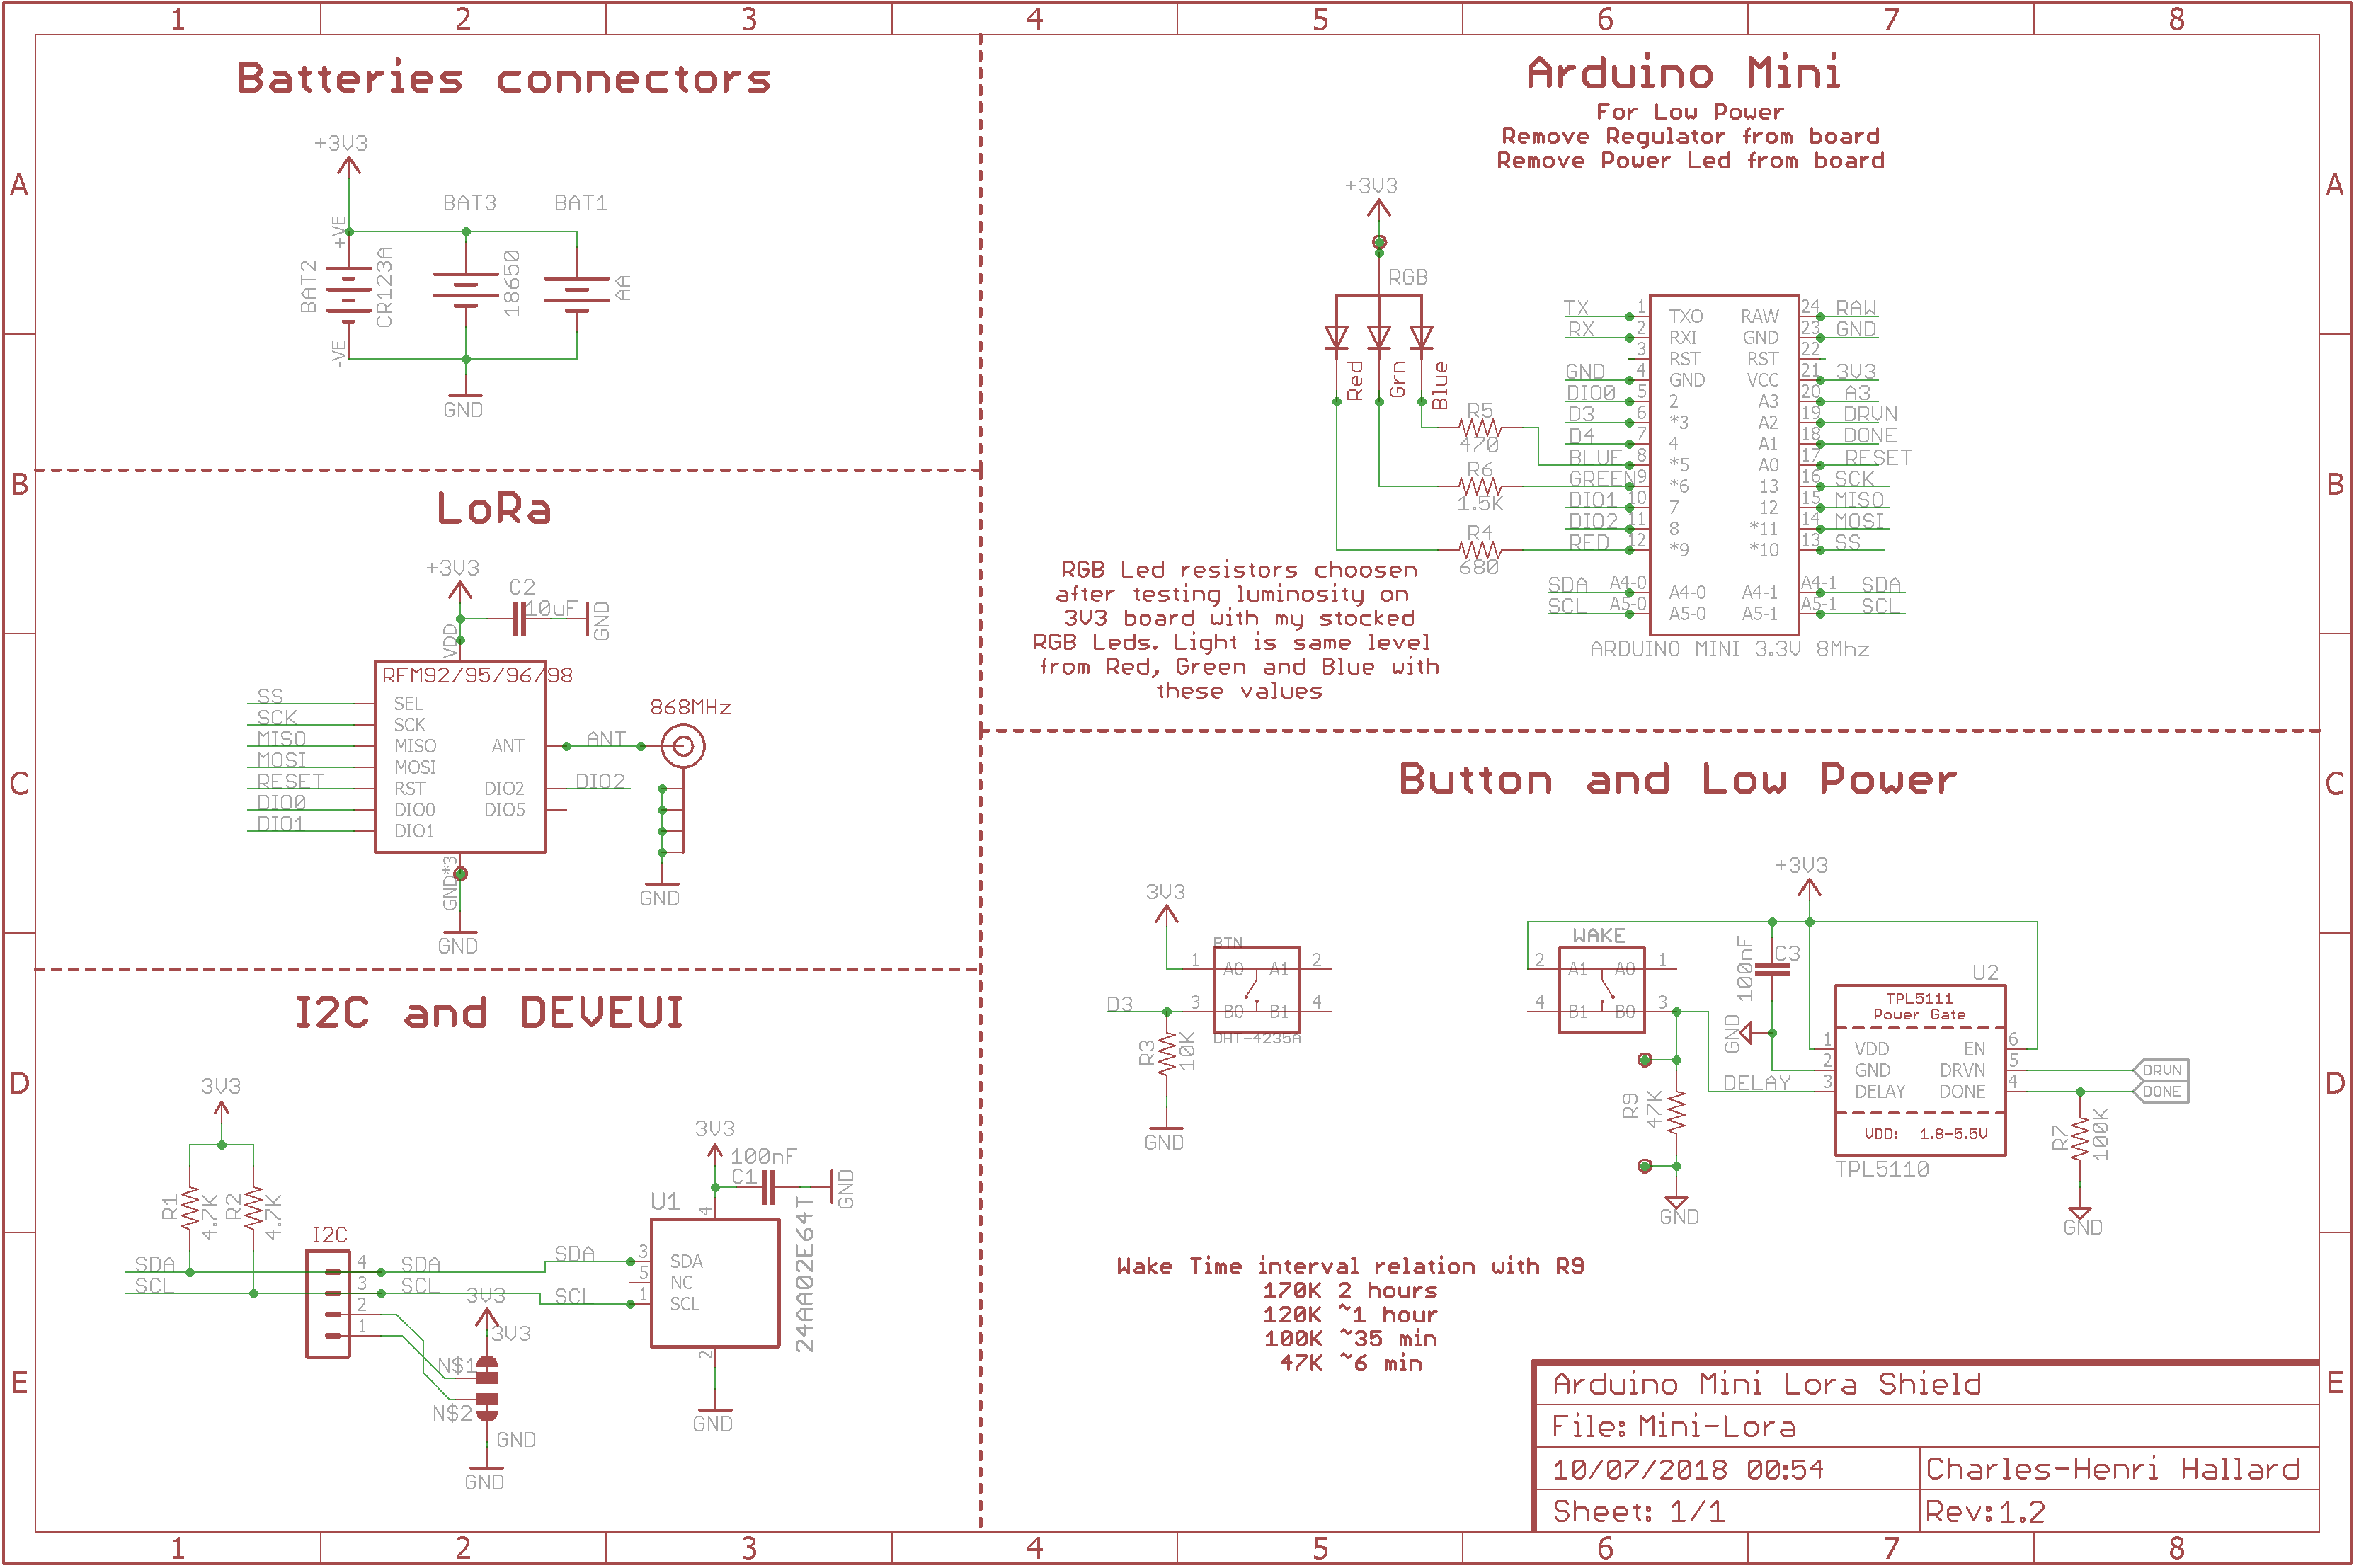 1 2 3 4 5 6 7 8
A
B
C
D
E
Batteries connectors
+3V3
BAT3
BAT1
+VE
BAT2
CR123A
18650
AA
-VE
GND
LoRa
+3V3
C2
10uF
GND
VDD
RFM92/95/96/98
SS
SEL
SCK
SCK
MISO
MISO
MOSI
MOSI
RESET
RST
DIO0
DIO0
DIO1
DIO1
ANT
ANT
868MHz
DIO2
DIO2
DIO5
GND*3
GND
GND
I2C and DEVEUI
3V3
R1
4.7K
R2
4.7K
I2C
SDA
4
SDA
SDA
SCL
3
SCL
SCL
2
1
3V3
3V3
N$1
N$2
GND
GND
3V3
100nF
C1
GND
U1
4
3 SDA
5 NC
1 SCL
2
24AA02E64T
GND
Arduino Mini
For Low Power
Remove Regulator from board
Remove Power Led from board
+3V3
RGB
Red
Grn
Blue
R5
470
R6
1.5K
R4
680
TX 1 TXO RAW 24 RAW
RX 2 RXI GND 23 GND
3 RST RST 22
GND 4 GND VCC 21 3V3
DIO0 5 2 A3 20 A3
D3 6 *3 A2 19 DRVN
D4 7 4 A1 18 DONE
BLUE 8 *5 A0 17 RESET
GREEN 9 *6 13 16 SCK
DIO1 10 7 12 15 MISO
DIO2 11 8 *11 14 MOSI
RED 12 *9 *10 13 SS
SDA A4-0 A4-0 A4-1 A4-1 SDA
SCL A5-0 A5-0 A5-1 A5-1 SCL
ARDUINO MINI 3.3V 8Mhz
RGB Led resistors choosen
after testing luminosity on
3V3 board with my stocked
RGB Leds. Light is same level
from Red, Green and Blue with
these values
Button and Low Power
3V3
BTN
1 A0 A1 2
D3
3 B0 B1 4
DHT-4235A
R3
10K
GND
+3V3
WAKE
2 A1 A0 1
4 B1 B0 3
100nF
C3
GND
U2
TPL5111
Power Gate
1 VDD EN 6
2 GND DRVN 5 DRVN
DELAY 3 DELAY DONE 4 DONE
VDD: 1.8-5.5V
TPL5110
R9
47K
GND
R7
100K
GND
Wake Time interval relation with R9
170K 2 hours
120K ~1 hour
100K ~35 min
47K ~6 min
Arduino Mini Lora Shield
File: Mini-Lora
10/07/2018 00:54 Charles-Henri Hallard
Sheet: 1/1 Rev:1.2
A
B
C
D
E
1 2 3 4 5 6 7 8